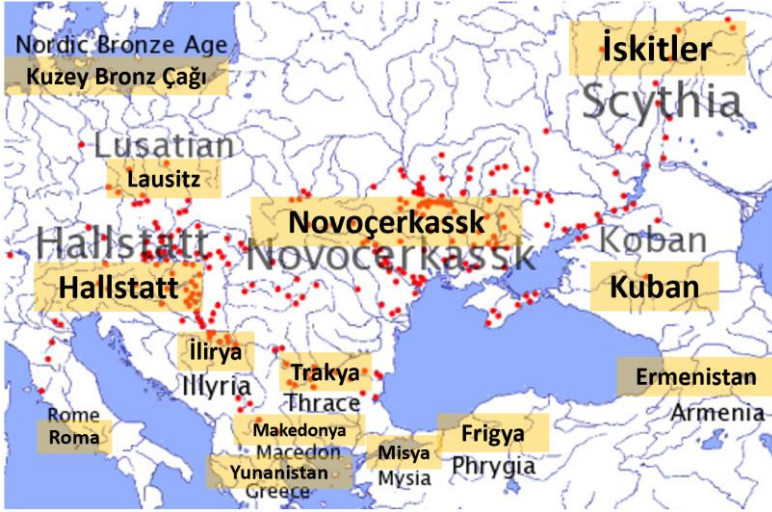 Nordic Bronze Age
Kuzey Bronz Çağı
İskitler
Scythia
Lusatian
Lausitz
Novoçerkassk
Novocerkassk
Hallstatt
Hallstatt
Koban
Kuban
İlirya
Illyria
Trakya
Thrace
Ermenistan
Armenia
Rome
Roma
Makedonya
Macedon
Yunanistan
Greece
Misya
Mysia
Frigya
Phrygia